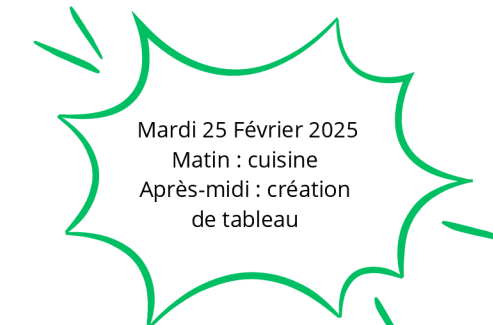 Mardi 25 Février 2025
Matin : cuisine
Après-midi : création
de tableau